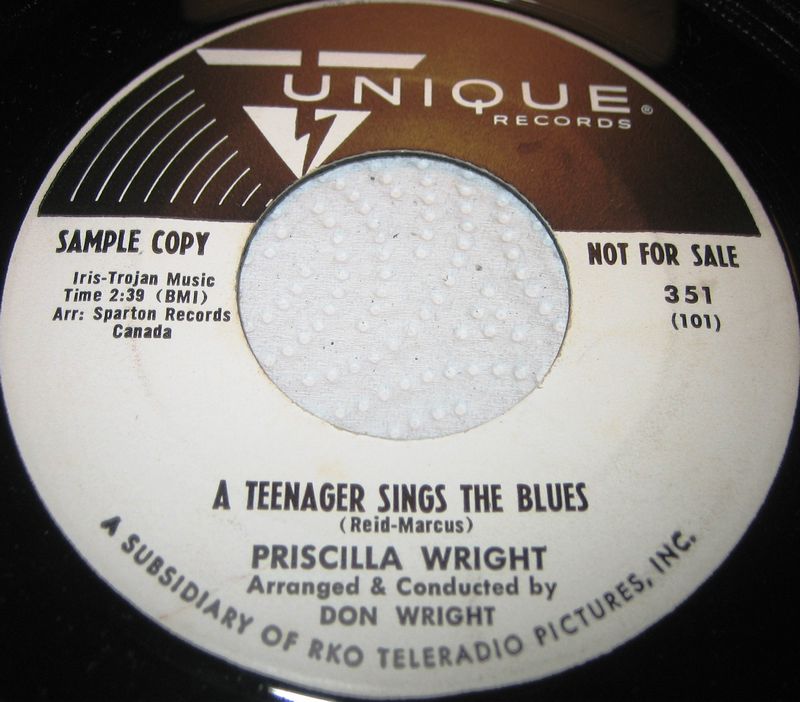 UNIQUE®
RECORDS
SAMPLE COPY
Iris-Trojan Music
Time 2:39 (BMI)
Arr: Sparton Records
Canada
NOT FOR SALE
351
(101)
A TEENAGER SINGS THE BLUES
(Reid-Marcus)
PRISCILLA WRIGHT
Arranged & Conducted by
DON WRIGHT
A SUBSIDIARY OF RKO TELERADIO PICTURES, INC.